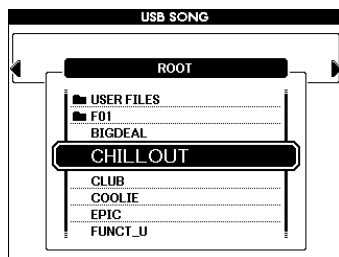 USB SONG
ROOT
USER FILES
F01
BIGDEAL
CHILLOUT
CLUB
COOLIE
EPIC
FUNCT_U